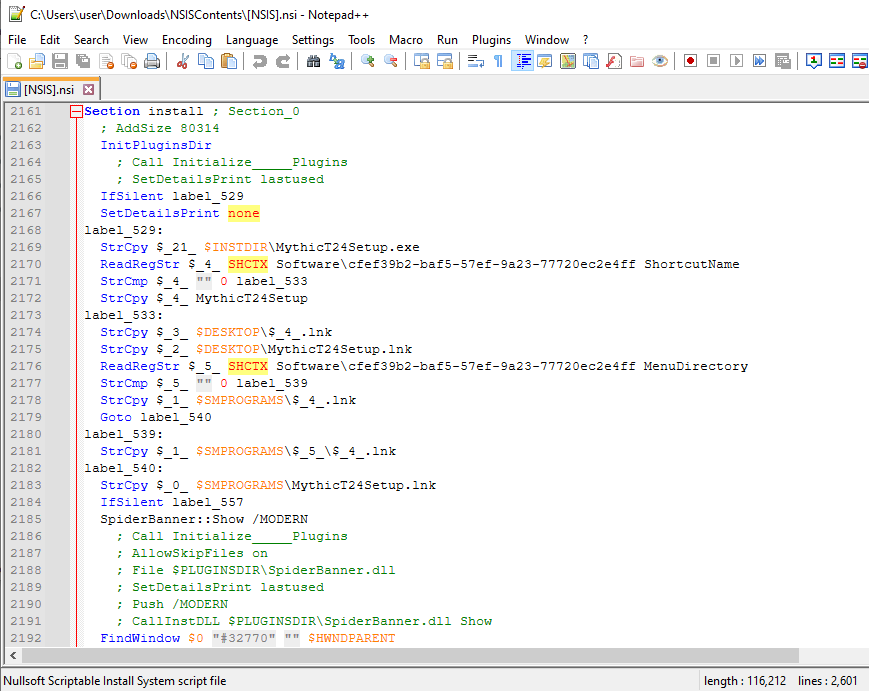 C:\Users\user\Downloads\NSISContents\[NSIS].nsi - Notepad++
File Edit Search View Encoding Language Settings Tools Macro Run Plugins Window ?
[NSIS].nsi
2161 Section install ; Section_0
2162 ; AddSize 80314
2163 InitPluginsDir
2164 ; Call Initialize_____Plugins
2165 ; SetDetailsPrint lastused
2166 IfSilent label_529
2167 SetDetailsPrint none
2168 label_529:
2169 StrCpy $_21_ $INSTDIR\MythicT24Setup.exe
2170 ReadRegStr $_4_ SHCTX Software\cfef39b2-baf5-57ef-9a23-77720ec2e4ff ShortcutName
2171 StrCmp $_4_ "" 0 label_533
2172 StrCpy $_4_ MythicT24Setup
2173 label_533:
2174 StrCpy $_3_ $DESKTOP\$_4_.lnk
2175 StrCpy $_2_ $DESKTOP\MythicT24Setup.lnk
2176 ReadRegStr $_5_ SHCTX Software\cfef39b2-baf5-57ef-9a23-77720ec2e4ff MenuDirectory
2177 StrCmp $_5_ "" 0 label_539
2178 StrCpy $_1_ $SMPROGRAMS\$_4_.lnk
2179 Goto label_540
2180 label_539:
2181 StrCpy $_1_ $SMPROGRAMS\$_5_\$_4_.lnk
2182 label_540:
2183 StrCpy $_0_ $SMPROGRAMS\MythicT24Setup.lnk
2184 IfSilent label_557
2185 SpiderBanner::Show /MODERN
2186 ; Call Initialize_____Plugins
2187 ; AllowSkipFiles on
2188 ; File $PLUGINSDIR\SpiderBanner.dll
2189 ; SetDetailsPrint lastused
2190 ; Push /MODERN
2191 ; CallInstDLL $PLUGINSDIR\SpiderBanner.dll Show
2192 FindWindow $0 "#32770" "" $HWNDPARENT
Nullsoft Scriptable Install System script file length : 116,212 lines : 2,601